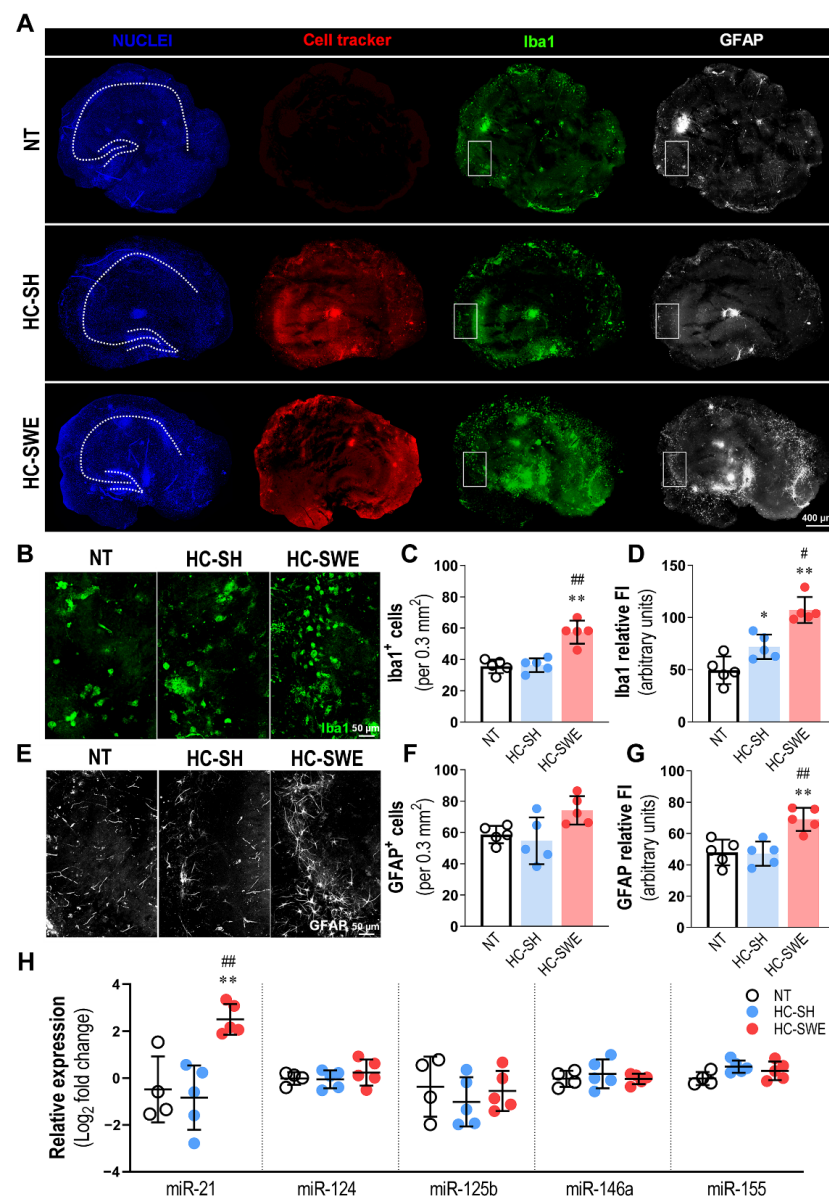 A
NUCLEI Cell tracker Iba1 GFAP
NT
HC-SH
HC-SWE
400 µm
B NT HC-SH HC-SWE
Iba1
50 µm
C
Iba1+ cells
(per 0.3 mm²)
100
80
60
40
20
0
##
**
NT HC-SH HC-SWE
D
Iba1 relative FI
(arbitrary units)
150
100
50
0
*
#
**
NT HC-SH HC-SWE
E NT HC-SH HC-SWE
GFAP
50 µm
F
GFAP+ cells
(per 0.3 mm²)
100
80
60
40
20
0
NT HC-SH HC-SWE
G
GFAP relative FI
(arbitrary units)
100
80
60
40
20
0
##
**
NT HC-SH HC-SWE
H
Relative expression
(Log₂ fold change)
4
2
0
−2
−4
##
**
NT
HC-SH
HC-SWE
miR-21 miR-124 miR-125b miR-146a miR-155